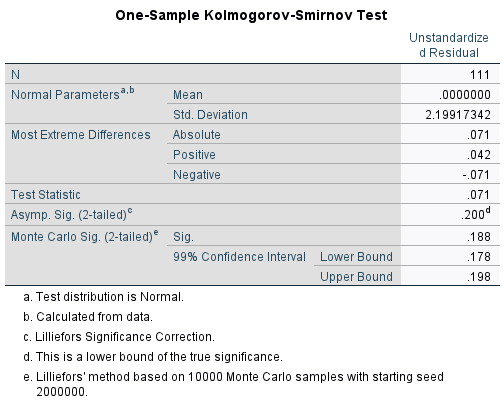 One-Sample Kolmogorov-Smirnov Test
Unstandardize
d Residual
N 111
Normal Parametersa,b Mean .0000000
Std. Deviation 2.19917342
Most Extreme Differences Absolute .071
Positive .042
Negative -.071
Test Statistic .071
Asymp. Sig. (2-tailed)c .200d
Monte Carlo Sig. (2-tailed)e Sig. .188
99% Confidence Interval Lower Bound .178
Upper Bound .198
a. Test distribution is Normal.
b. Calculated from data.
c. Lilliefors Significance Correction.
d. This is a lower bound of the true significance.
e. Lilliefors' method based on 10000 Monte Carlo samples with starting seed
2000000.